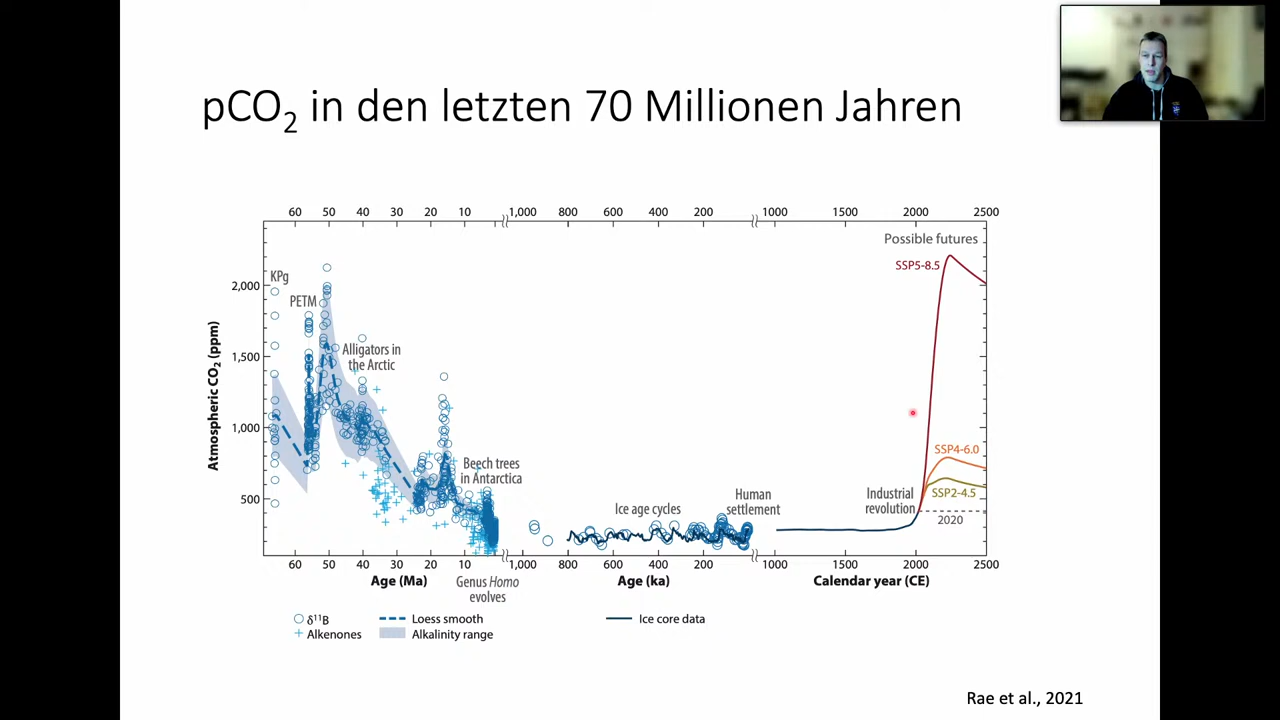 pCO2 in den letzten 70 Millionen Jahren
60 50 40 30 20 10 1,000 800 600 400 200 1000 1500 2000 2500
Possible futures
SSP5-8.5
KPg
2,000
PETM
Alligators in
the Arctic
1,500
Atmospheric CO2 (ppm)
1,000
SSP4-6.0
Beech trees
in Antarctica
Human
settlement
Industrial
revolution
SSP2-4.5
500
Ice age cycles
2020
60 50 40 30 20 10 1,000 800 600 400 200 1000 1500 2000 2500
Age (Ma) Age (ka) Calendar year (CE)
Genus Homo
evolves
δ11B Loess smooth Ice core data
Alkenones Alkalinity range
Rae et al., 2021